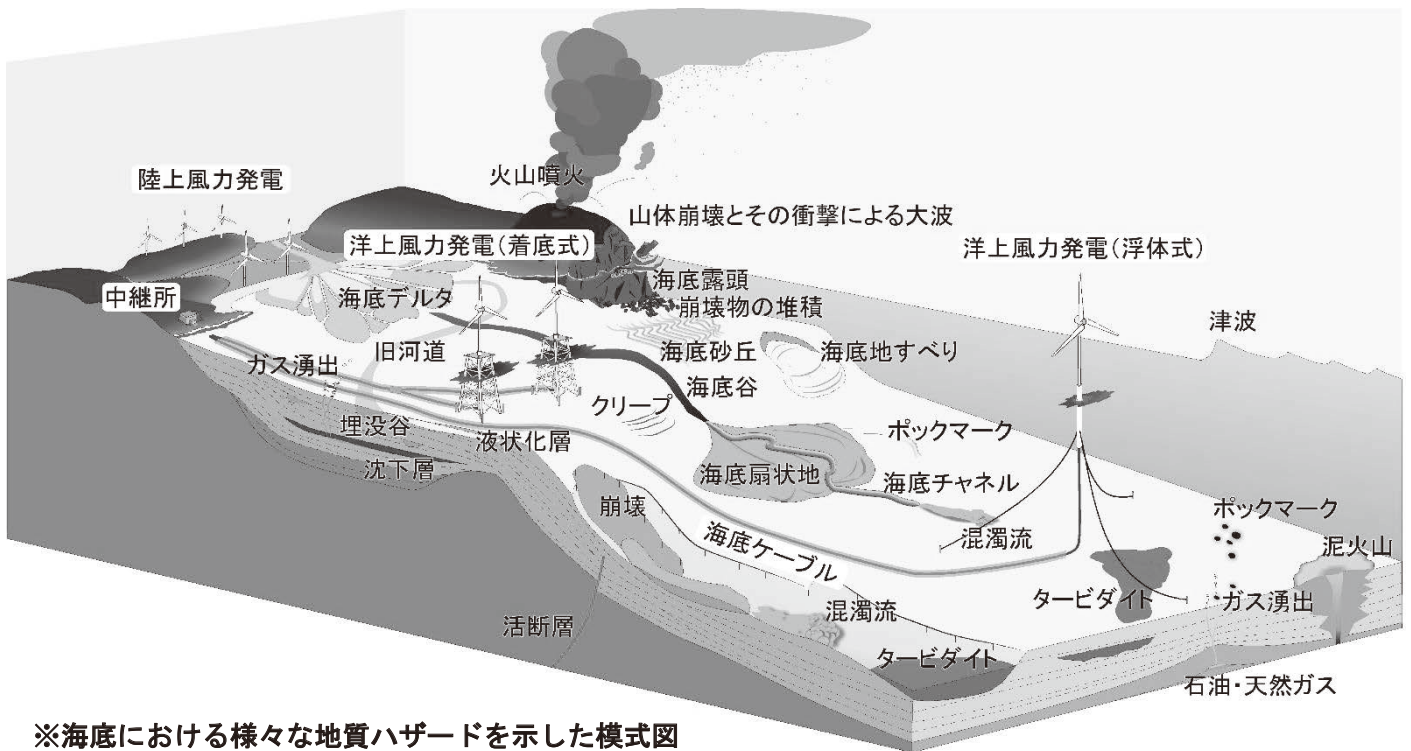 陸上風力発電
火山噴火
山体崩壊とその衝撃による大波
洋上風力発電(着底式)
洋上風力発電(浮体式)
中継所
海底デルタ
海底露頭
崩壊物の堆積
津波
ガス湧出
旧河道
海底砂丘
海底地すべり
海底谷
クリープ
埋没谷
液状化層
ポックマーク
沈下層
海底扇状地
海底チャネル
崩壊
海底ケーブル
混濁流
ポックマーク
泥火山
タービダイト
ガス湧出
混濁流
活断層
タービダイト
石油・天然ガス
※海底における様々な地質ハザードを示した模式図